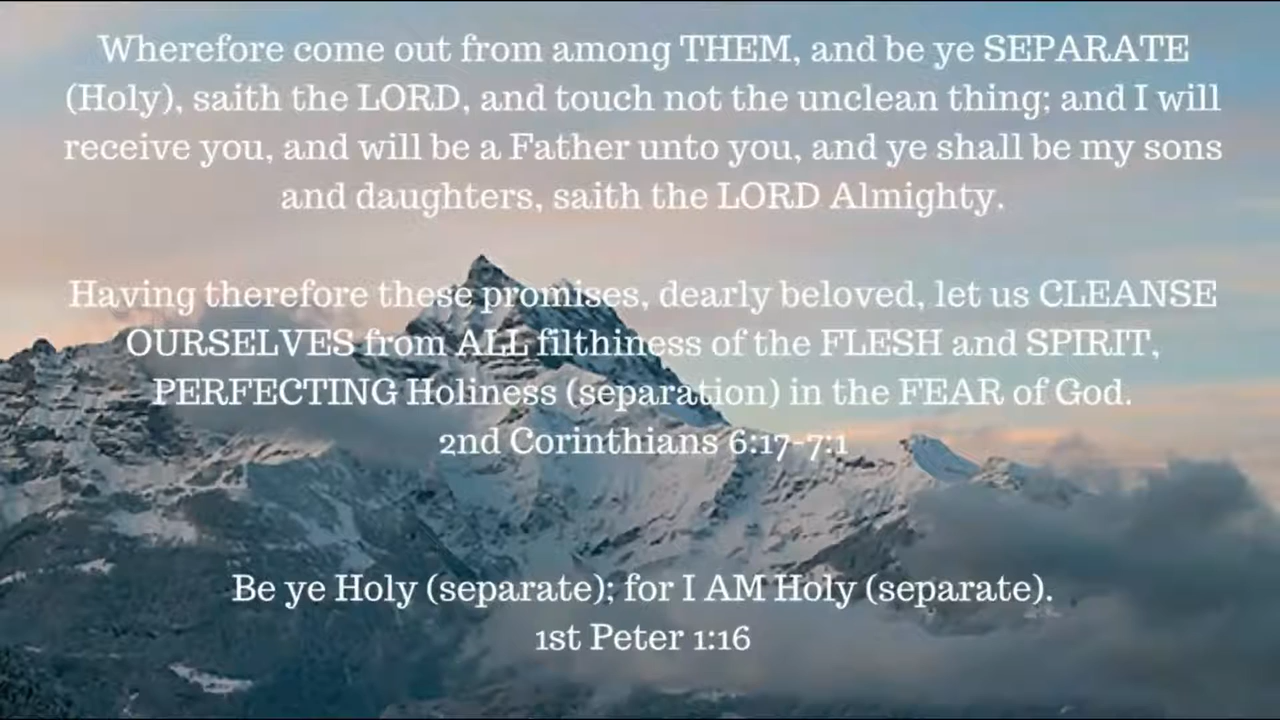 Wherefore come out from among THEM, and be ye SEPARATE
(Holy), saith the LORD, and touch not the unclean thing; and I will
receive you, and will be a Father unto you, and ye shall be my sons
and daughters, saith the LORD Almighty.
Having therefore these promises, dearly beloved, let us CLEANSE
OURSELVES from ALL filthiness of the FLESH and SPIRIT,
PERFECTING Holiness (separation) in the FEAR of God.
2nd Corinthians 6:17-7:1
Be ye Holy (separate); for I AM Holy (separate).
1st Peter 1:16